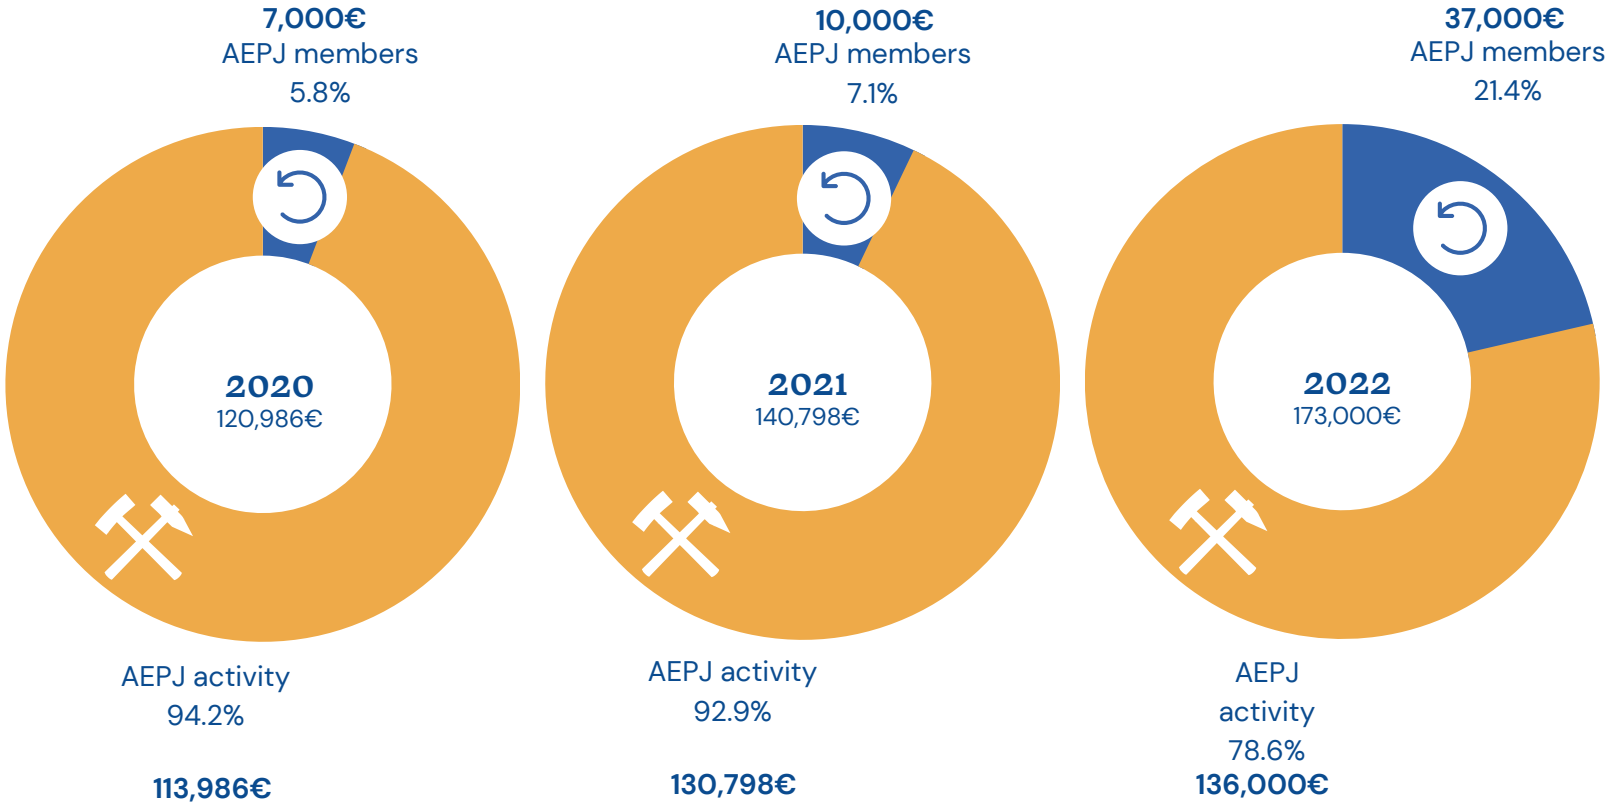 7,000€
AEPJ members
5.8%
2020
120,986€
AEPJ activity
94.2%
113,986€
10,000€
AEPJ members
7.1%
2021
140,798€
AEPJ activity
92.9%
130,798€
37,000€
AEPJ members
21.4%
2022
173,000€
AEPJ
activity
78.6%
136,000€